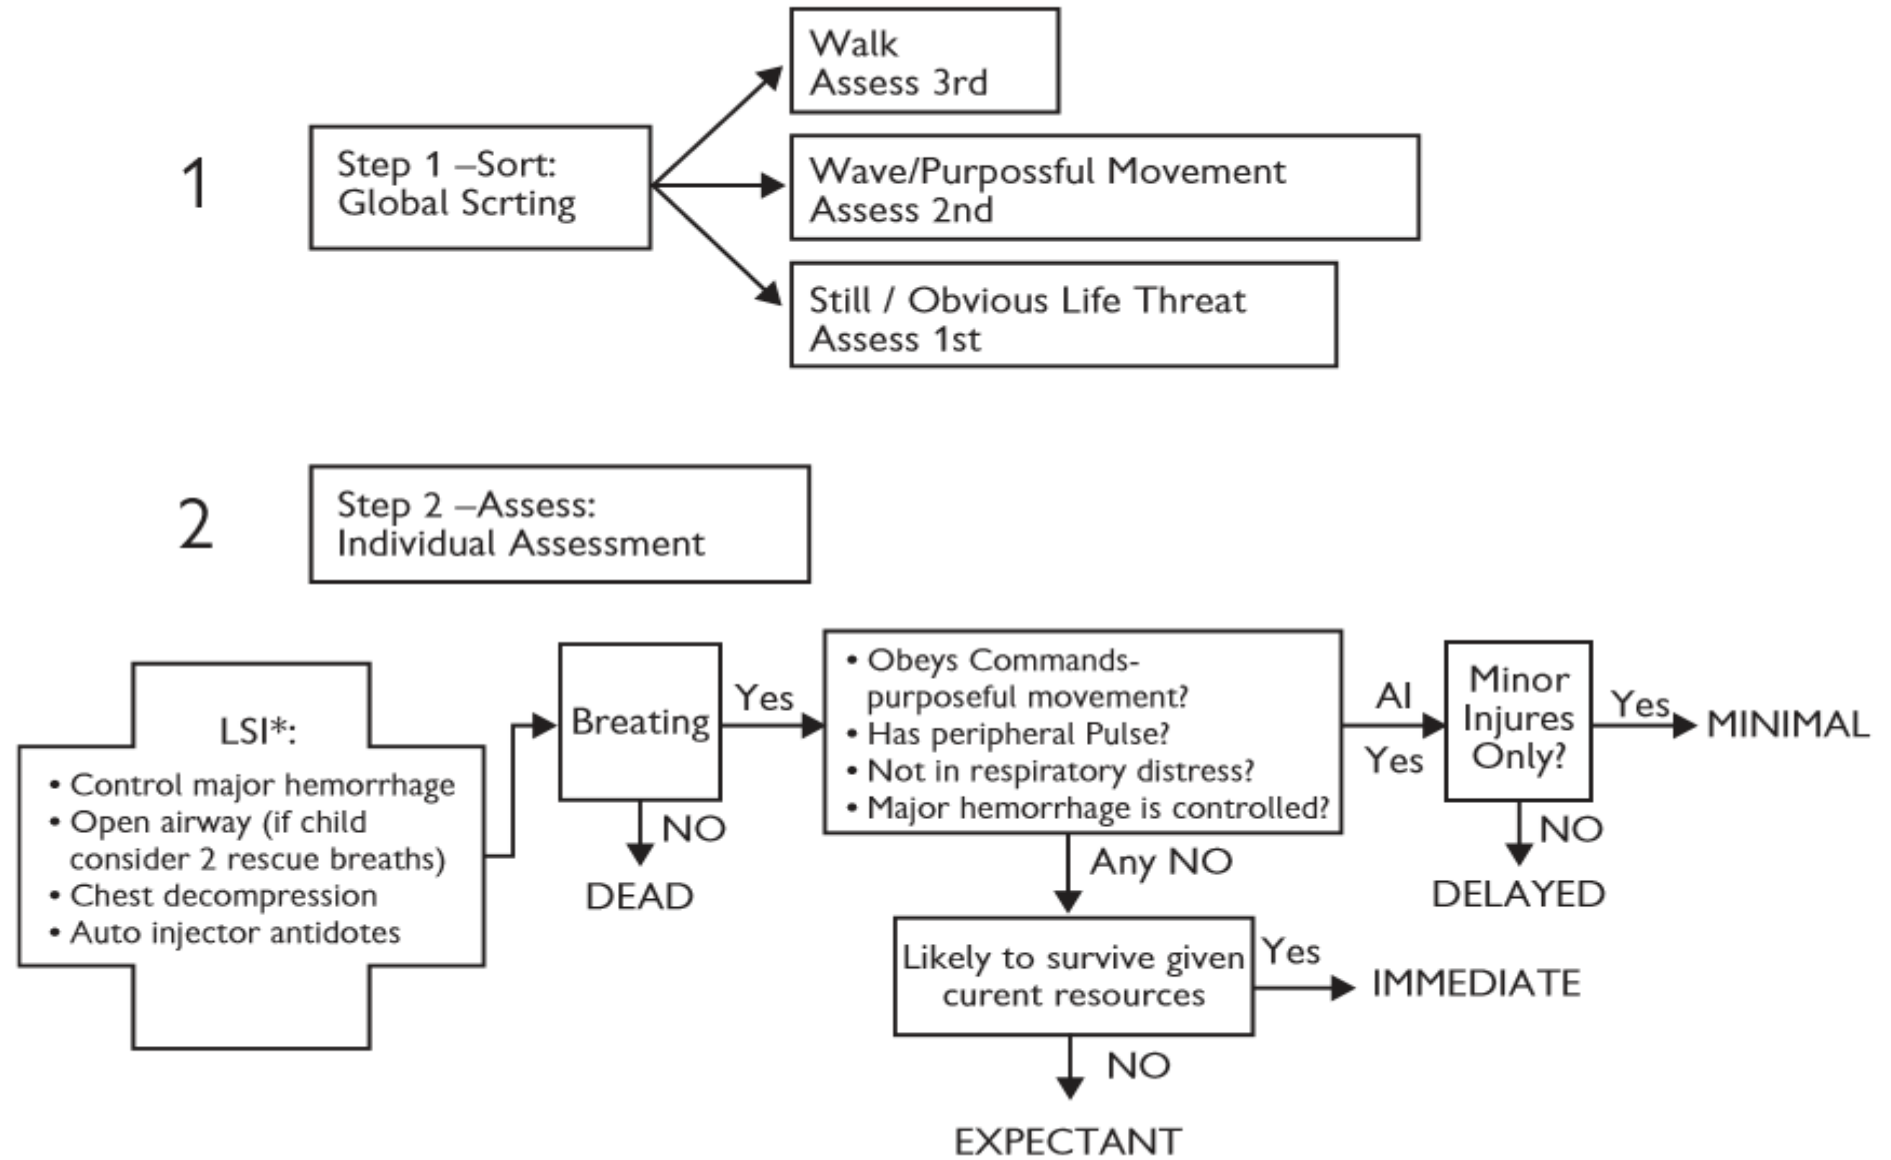 1
Step 1 –Sort:
Global Scrting
Walk
Assess 3rd
Wave/Purpossful Movement
Assess 2nd
Still / Obvious Life Threat
Assess 1st
2
Step 2 –Assess:
Individual Assessment
LSI*:
• Control major hemorrhage
• Open airway (if child
consider 2 rescue breaths)
• Chest decompression
• Auto injector antidotes
Breating
Yes
NO
DEAD
• Obeys Commands-
purposeful movement?
• Has peripheral Pulse?
• Not in respiratory distress?
• Major hemorrhage is controlled?
Al
Yes
Minor
Injures
Only?
Yes
MINIMAL
NO
DELAYED
Any NO
Likely to survive given
curent resources
Yes
IMMEDIATE
NO
EXPECTANT